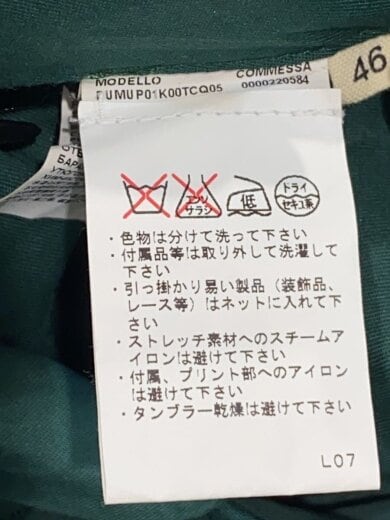 MODELLO
COMMESSA
PUMUP01K00TCQ05
0000220584
46
エンソ
サラシ
低
ドライ
セキユ系
・色物は分けて洗って下さい
・付属品等は取り外して洗濯して
下さい
・引っ掛かり易い製品（装飾品、
レース等）はネットに入れて下
さい
・ストレッチ素材へのスチームア
イロンは避けて下さい
・付属、プリント部へのアイロン
は避けて下さい
・タンブラー乾燥は避けて下さい
L07